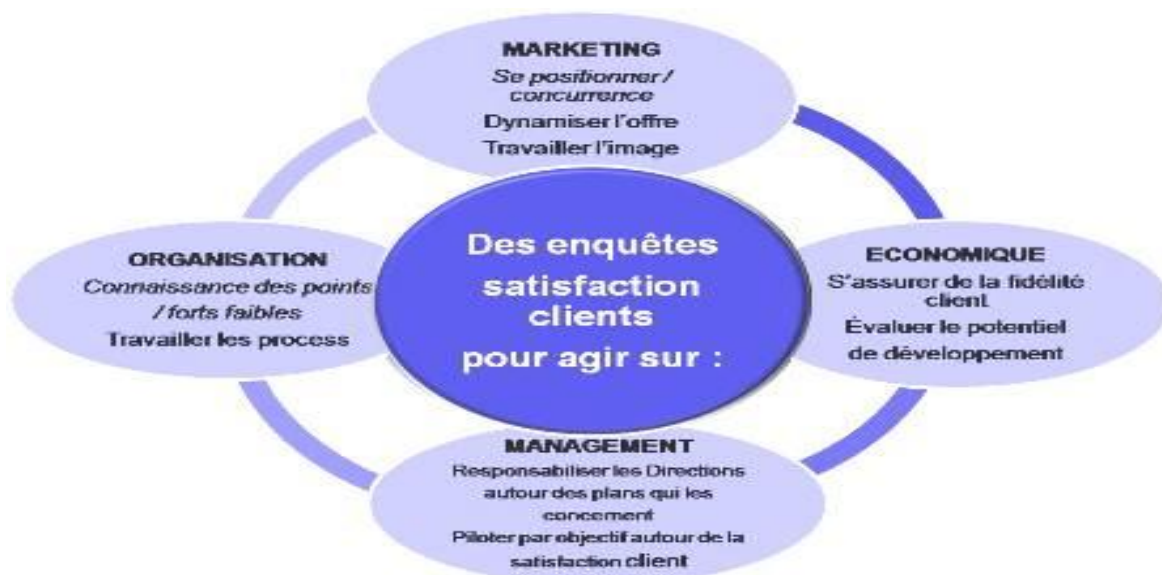 MARKETING
Se positionner /
concurrence
Dynamiser l'offre
Travailler l'image
Des enquêtes
satisfaction
clients
pour agir sur :
ORGANISATION
Connaissance des points
/ forts faibles
Travailler les process
ECONOMIQUE
S'assurer de la fidélité
client
Évaluer le potentiel
de développement
MANAGEMENT
Responsabiliser les Directions
autour des plans qui les
concernent
Piloter par objectif autour de la
satisfaction client